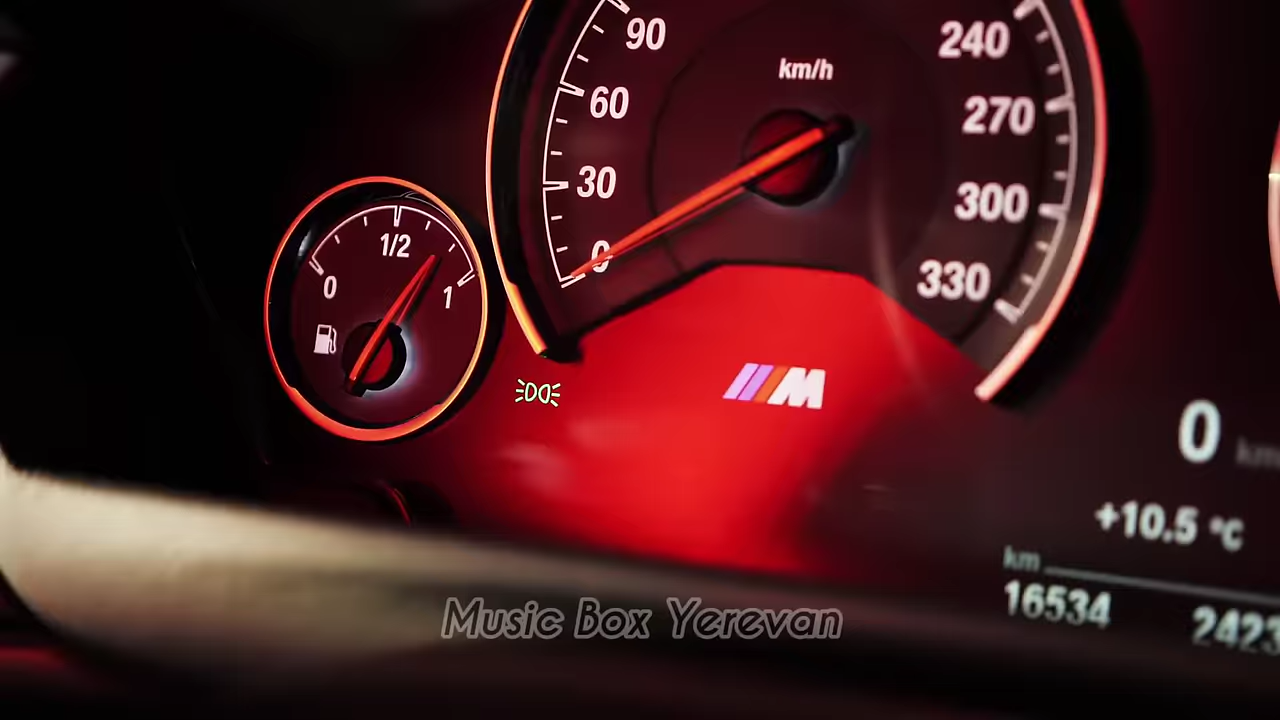 90
60
30
0
km/h
240
270
300
330
1/2
0
1
M
0 km
+10.5 °C
km
16534
Music Box Yerevan